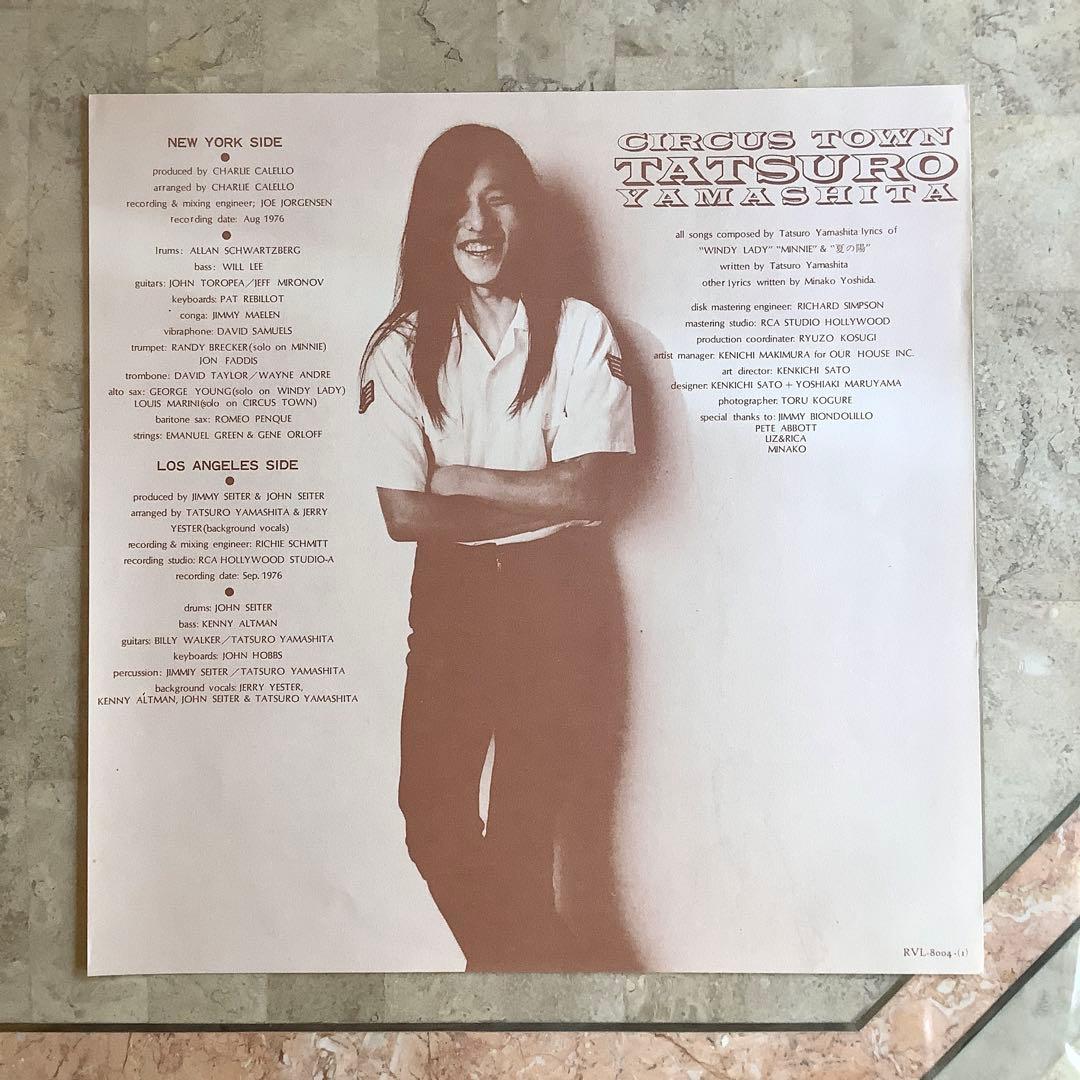 NEW YORK SIDE
produced by CHARLIE CALELLO
arranged by CHARLIE CALELLO
recording & mixing engineer; JOE JORGENSEN
recording date: Aug 1976
drums: ALLAN SCHWARTZBERG
bass: WILL LEE
guitars: JOHN TOROPEA/JEFF MIRONOV
keyboards: PAT REBILLOT
conga: JIMMY MAELEN
vibraphone: DAVID SAMUELS
trumpet: RANDY BRECKER(solo on MINNIE)
JON FADDIS
trombone: DAVID TAYLOR/WAYNE ANDRE
alto sax: GEORGE YOUNG(solo on WINDY LADY)
LOUIS MARINI(solo on CIRCUS TOWN)
baritone sax: ROMEO PENQUE
strings: EMANUEL GREEN & GENE ORLOFF
LOS ANGELES SIDE
produced by JIMMY SEITER & JOHN SEITER
arranged by TATSURO YAMASHITA & JERRY
YESTER(background vocals)
recording & mixing engineer: RICHIE SCHMITT
recording studio: RCA HOLLYWOOD STUDIO-A
recording date: Sep. 1976
drums: JOHN SEITER
bass: KENNY ALTMAN
guitars: BILLY WALKER/TATSURO YAMASHITA
keyboards: JOHN HOBBS
percussion: JIMMIY SEITER/TATSURO YAMASHITA
background vocals: JERRY YESTER,
KENNY ALTMAN, JOHN SEITER & TATSURO YAMASHITA
CIRCUS TOWN
TATSURO
YAMASHITA
all songs composed by Tatsuro Yamashita lyrics of
"WINDY LADY" "MINNIE" & "夏の陽"
written by Tatsuro Yamashita
other lyrics written by Minako Yoshida.
disk mastering engineer: RICHARD SIMPSON
mastering studio: RCA STUDIO HOLLYWOOD
production coordinater: RYUZO KOSUGI
artist manager: KENICHI MAKIMURA for OUR HOUSE INC.
art director: KENKICHI SATO
designer: KENKICHI SATO + YOSHIAKI MARUYAMA
photographer: TORU KOGURE
special thanks to: JIMMY BIONDOLILLO
PETE ABBOTT
LIZ&RICA
MINAKO
RVL-8004-(1)